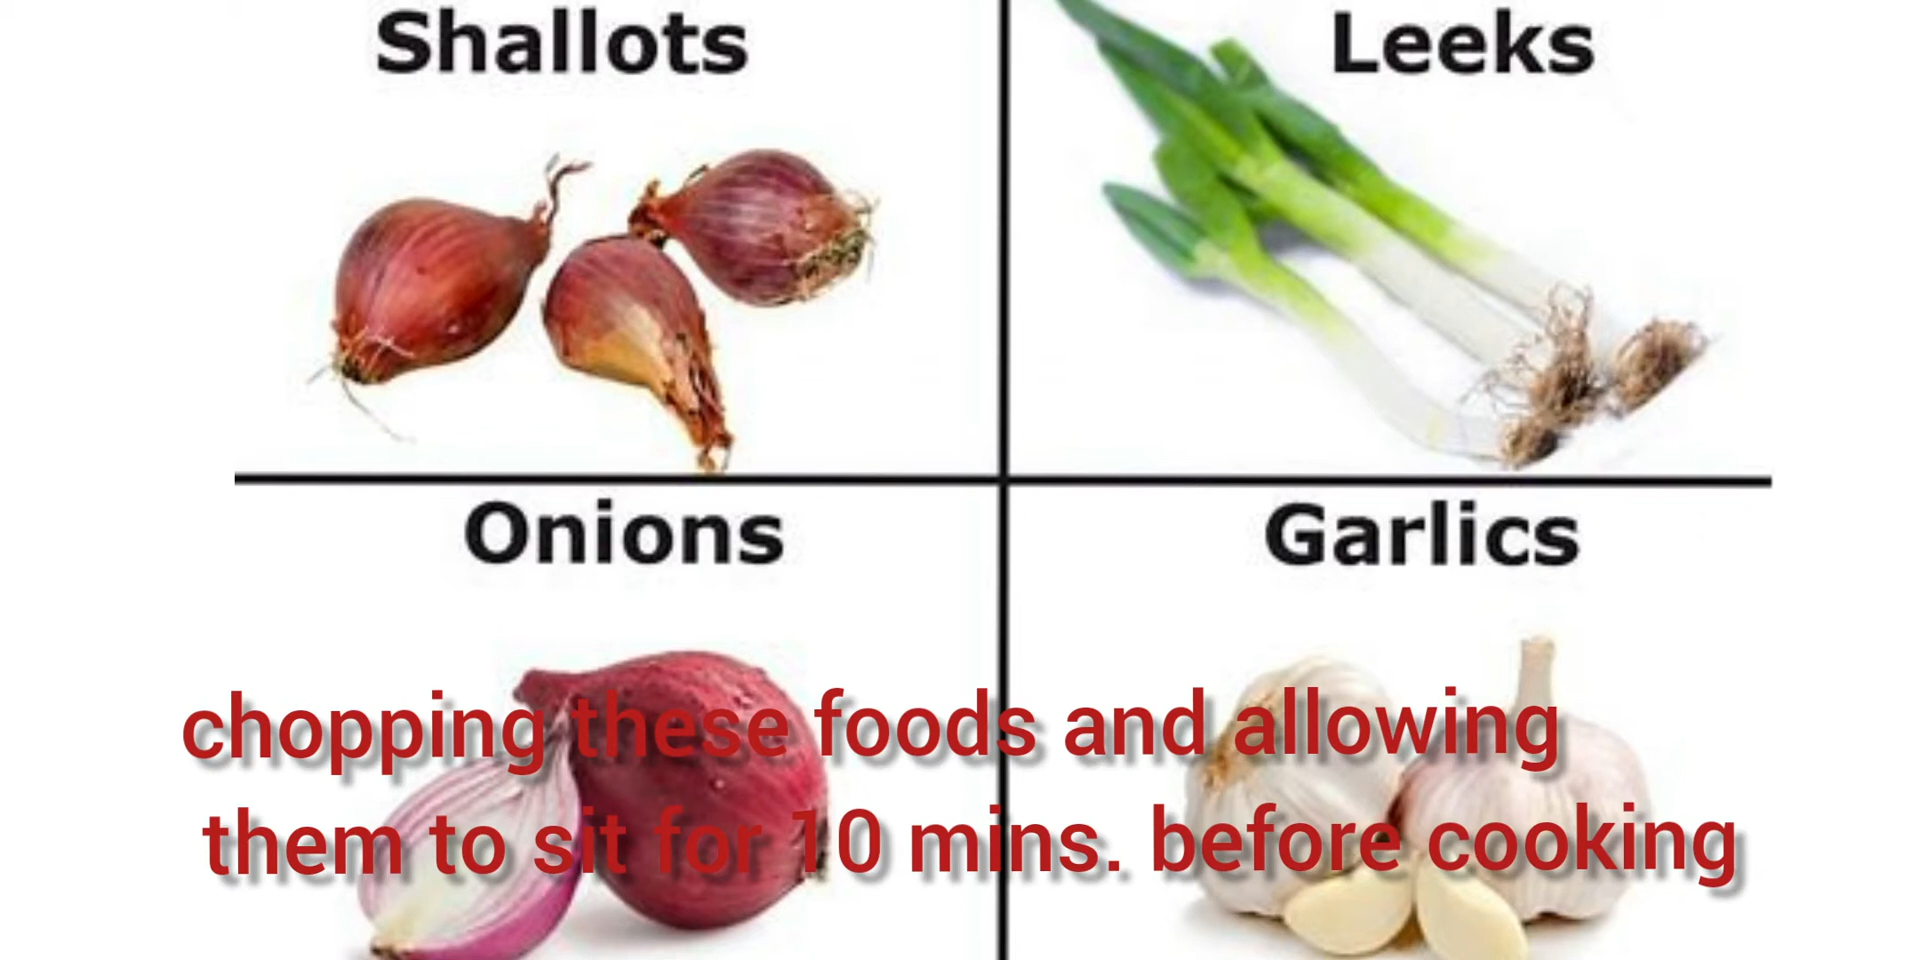 Shallots
Leeks
Onions
Garlics
chopping these foods and allowing
them to sit for 10 mins. before cooking